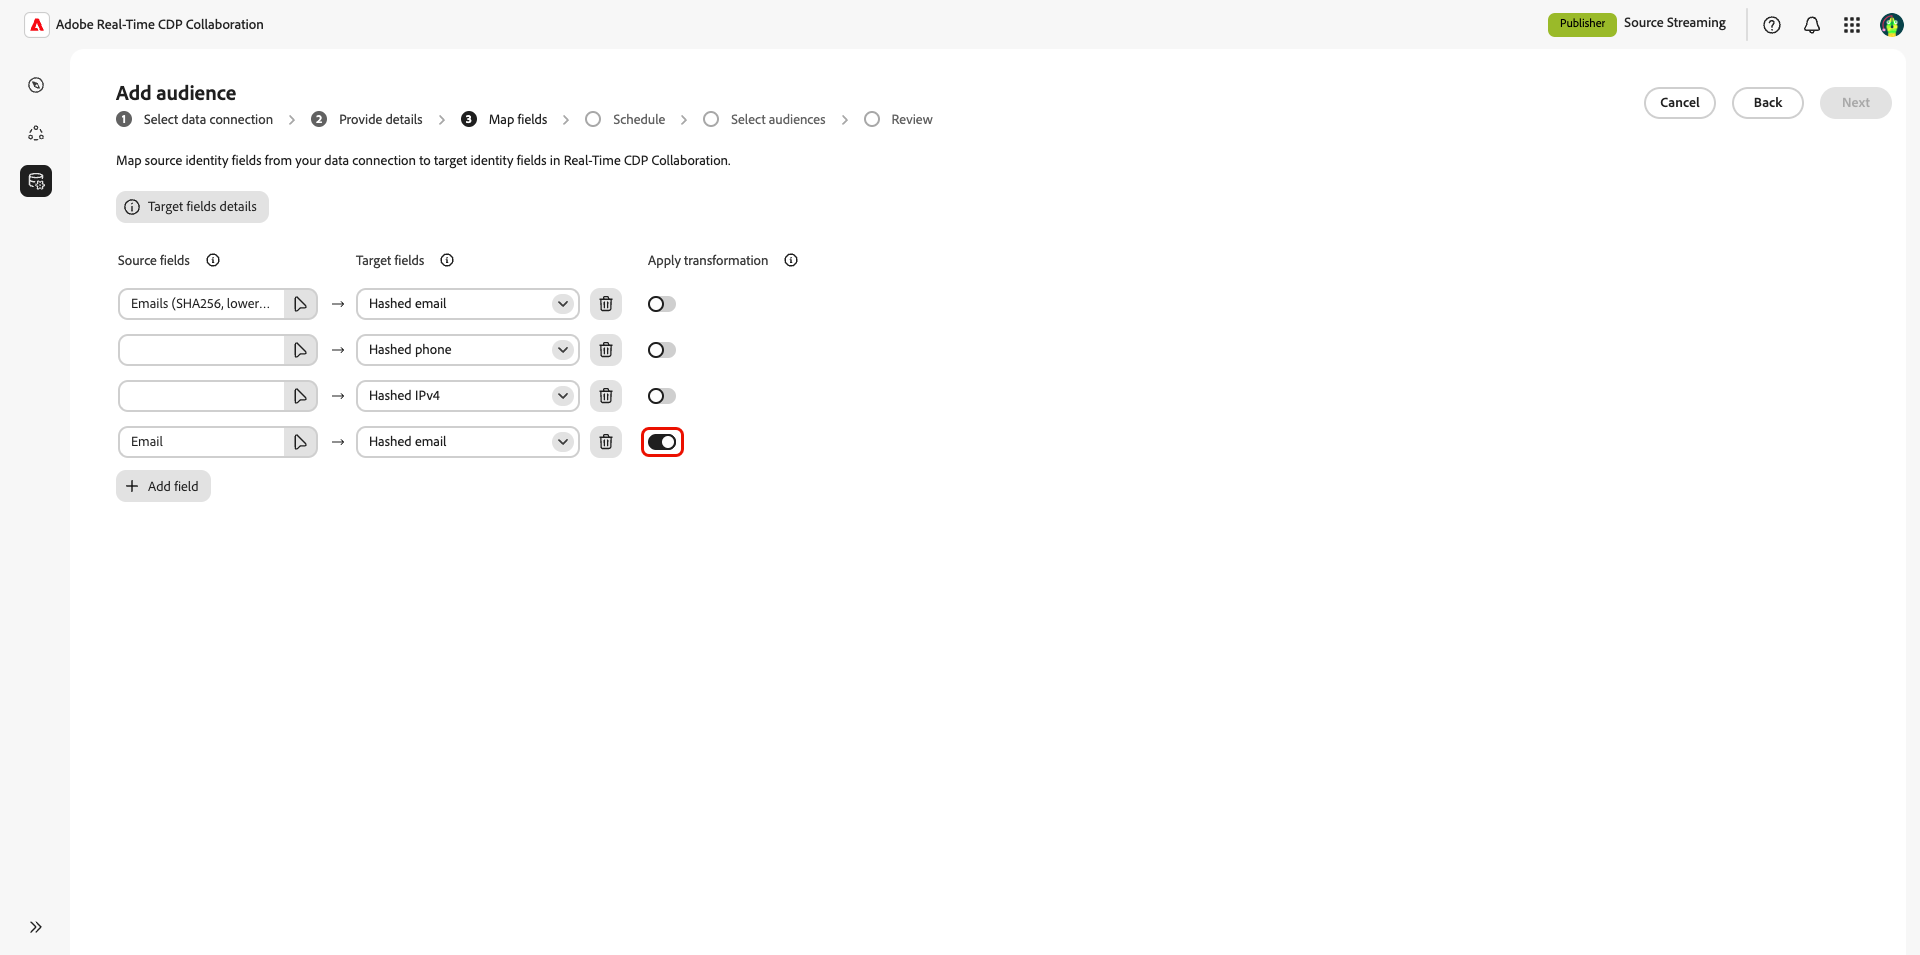 Adobe Real-Time CDP Collaboration
Publisher
Source Streaming
Add audience
Cancel
Back
Next
1 Select data connection
2 Provide details
3 Map fields
Schedule
Select audiences
Review
Map source identity fields from your data connection to target identity fields in Real-Time CDP Collaboration.
Target fields details
Source fields
Target fields
Apply transformation
Emails (SHA256, lower...
Hashed email
Hashed phone
Hashed IPv4
Email
Hashed email
Add field